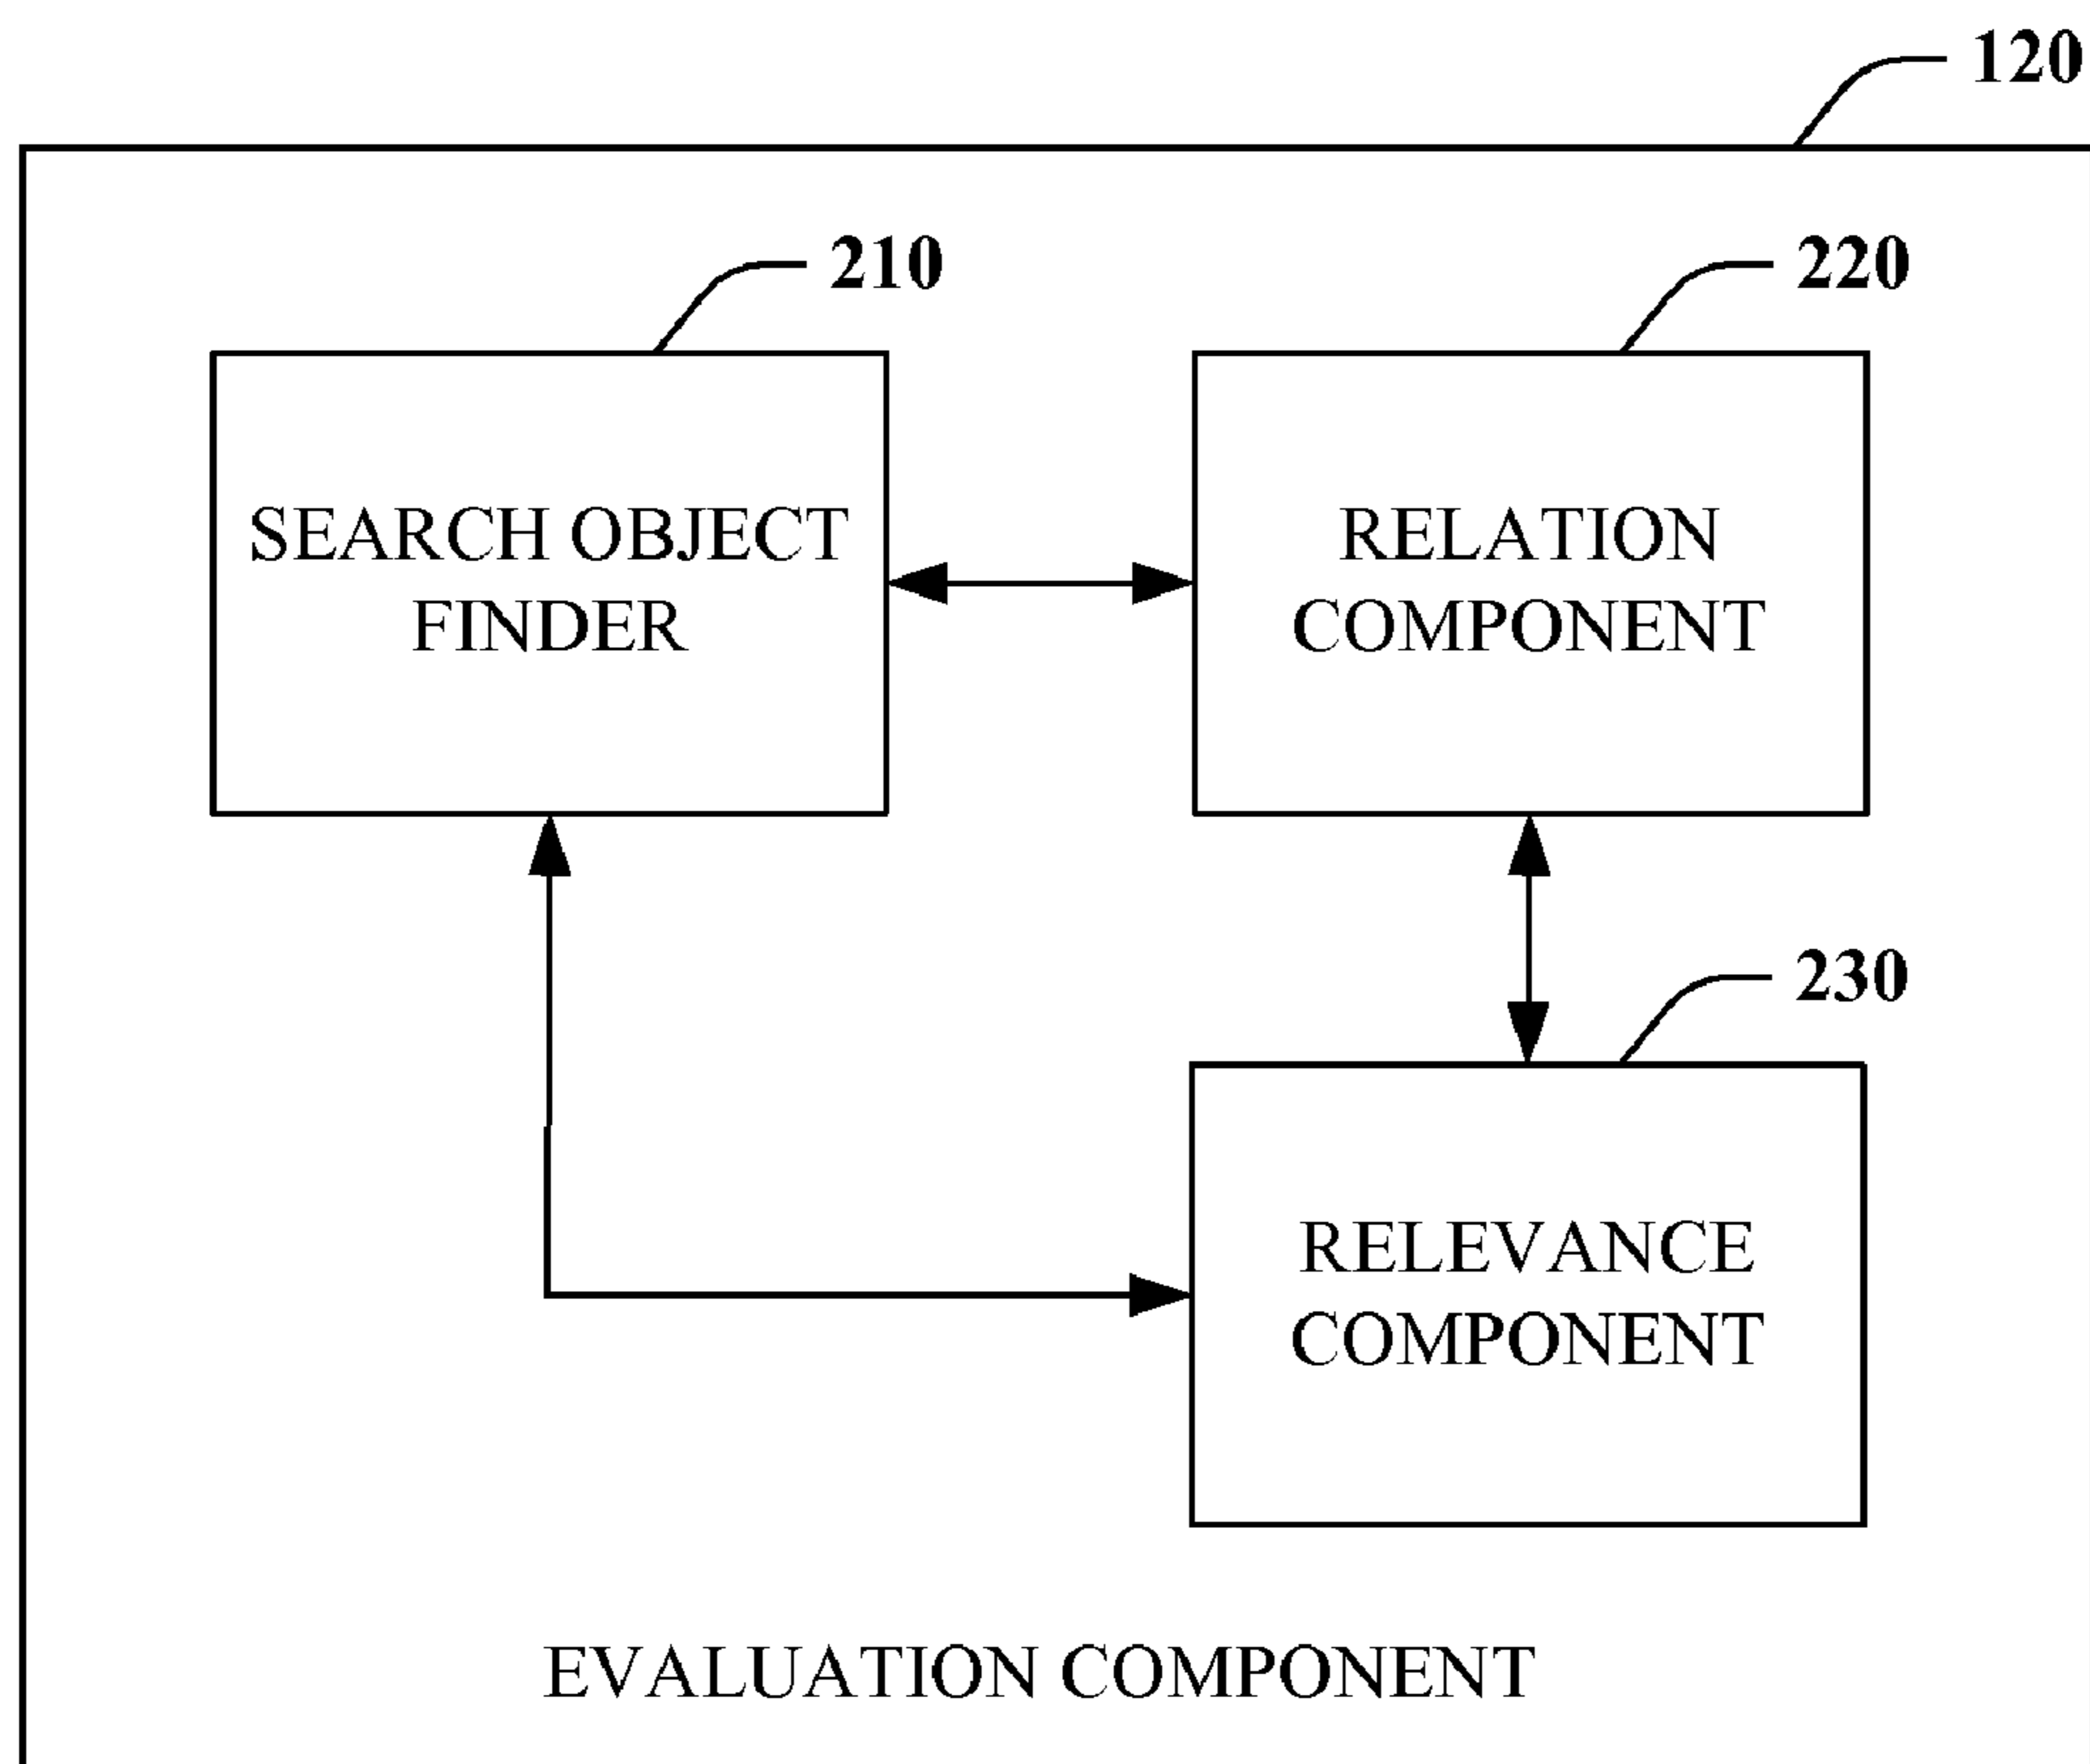 120
210
220
SEARCH OBJECT
FINDER
RELATION
COMPONENT
230
RELEVANCE
COMPONENT
EVALUATION COMPONENT